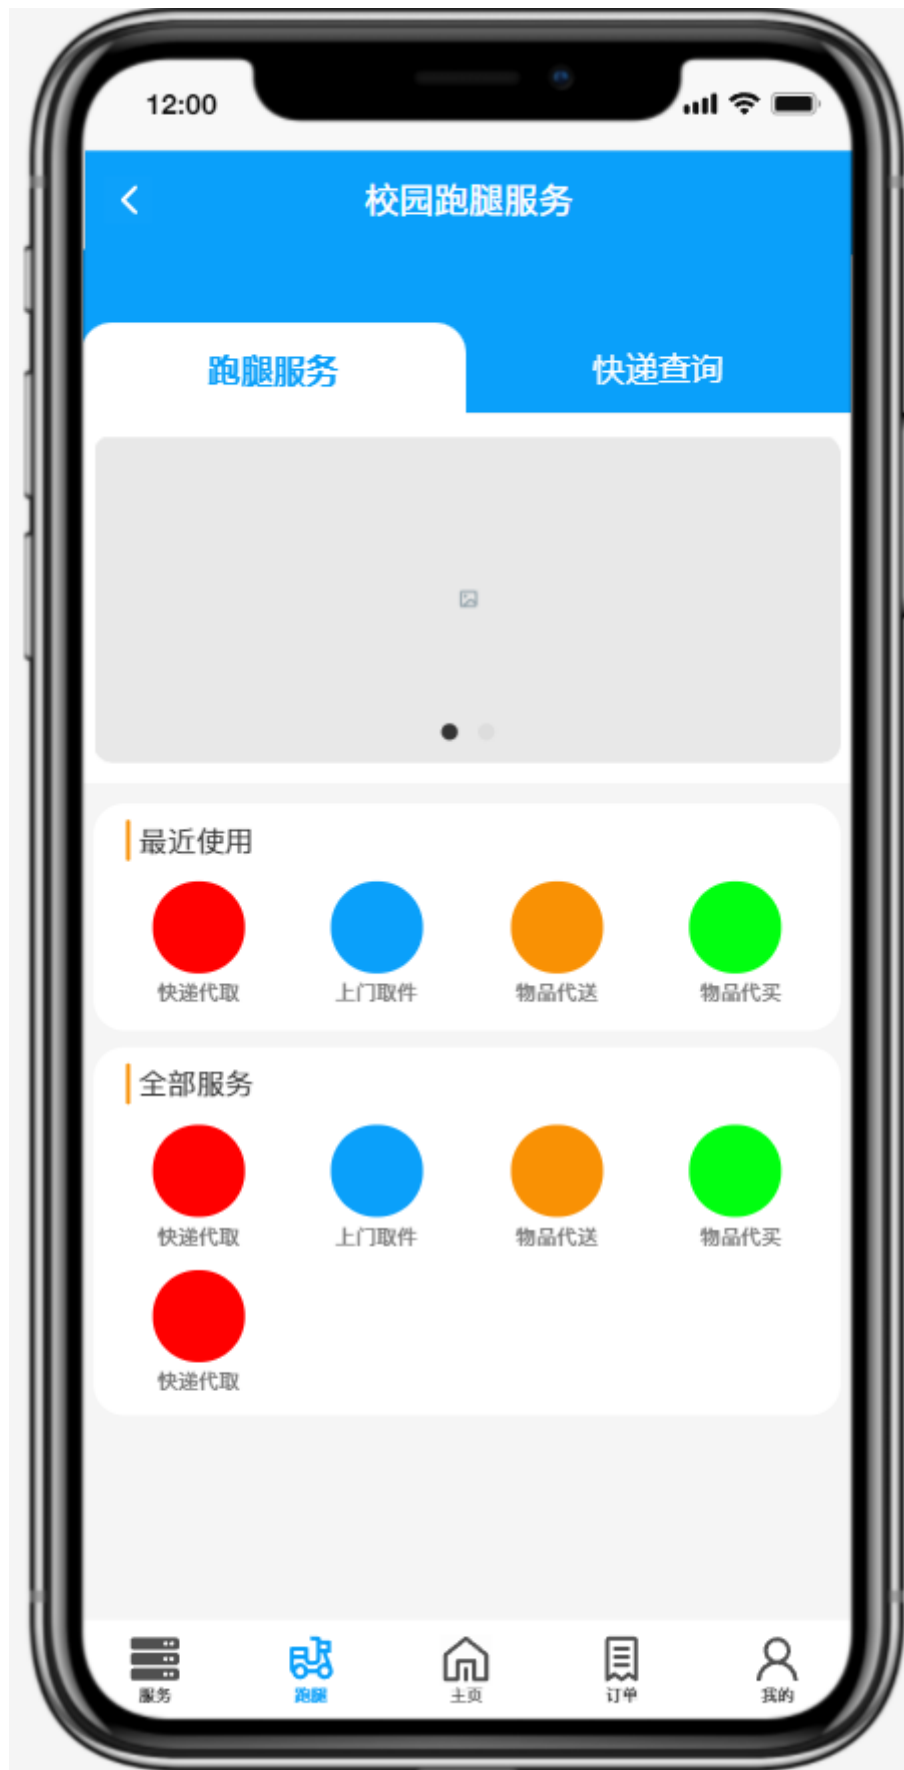 12:00
校园跑腿服务
跑腿服务 快递查询
最近使用
快递代取 上门取件 物品代送 物品代买
全部服务
快递代取 上门取件 物品代送 物品代买
快递代取
服务 跑腿 主页 订单 我的